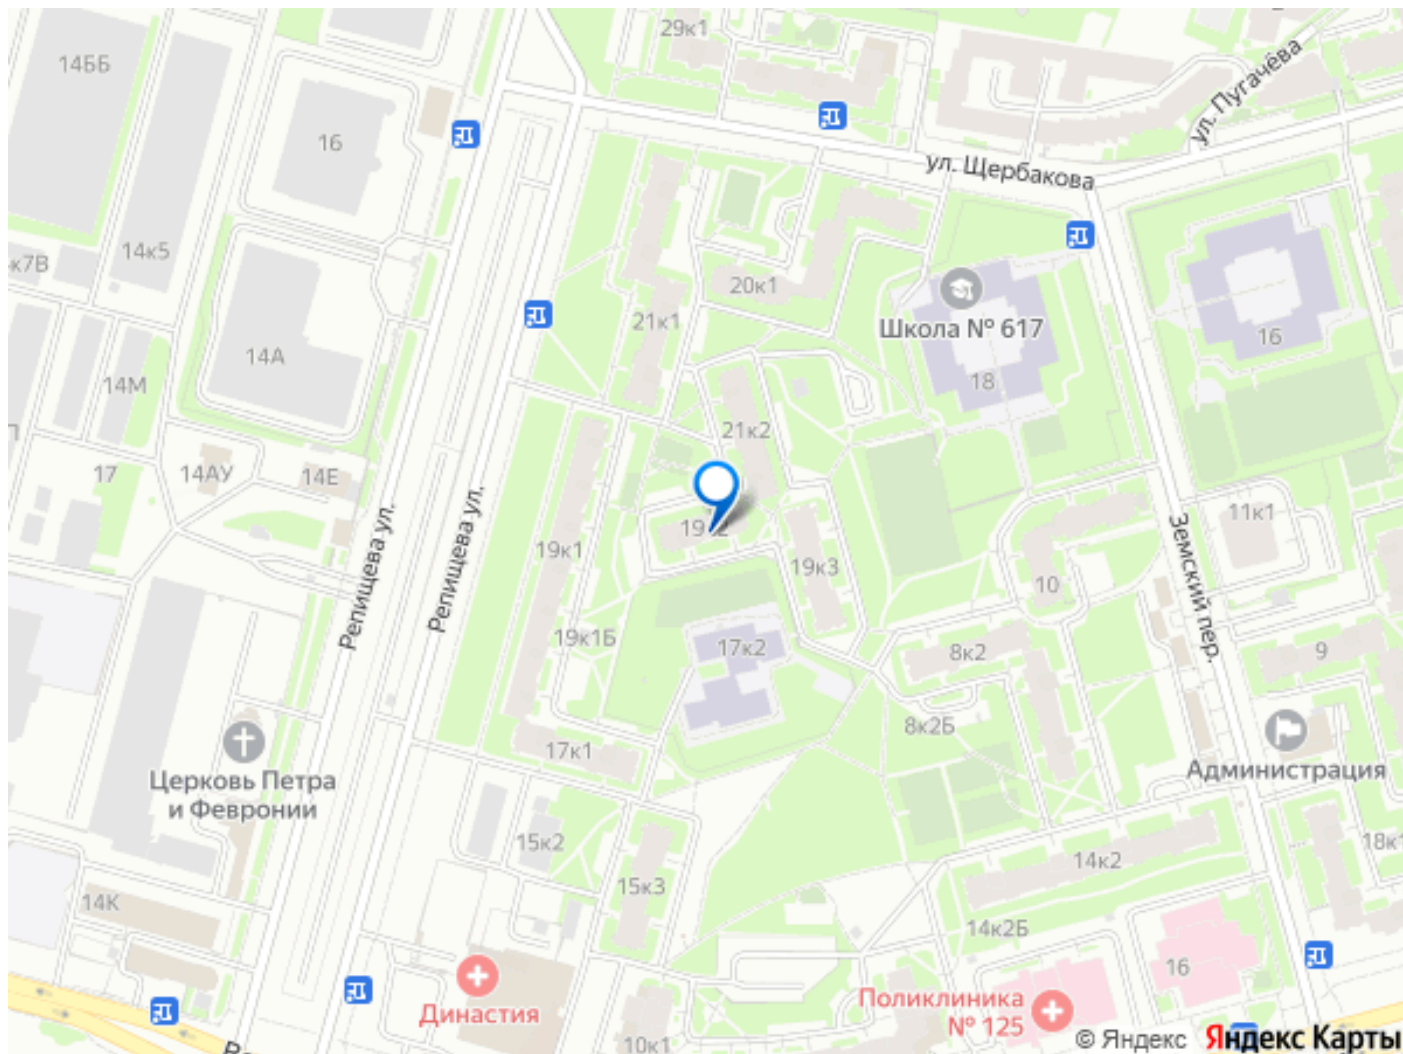 29к1
14ББ
ул. Пугачёва
16
ул. Щербакова
14к5
к7В
20к1
21к1
Школа № 617
16
14А
18
14М
21к2
17
14АУ
14Е
11к1
Репищева ул.
Репищева ул.
19к1
19к3
10
Земский пер.
19к1Б
17к2
8к2
9
8к2Б
17к1
Церковь Петра
и Февронии
Администрация
15к2
14к2
18к1
15к3
14К
14к2Б
16
Династия
Поликлиника
№ 125
10к1
© Яндекс
Яндекс Карты